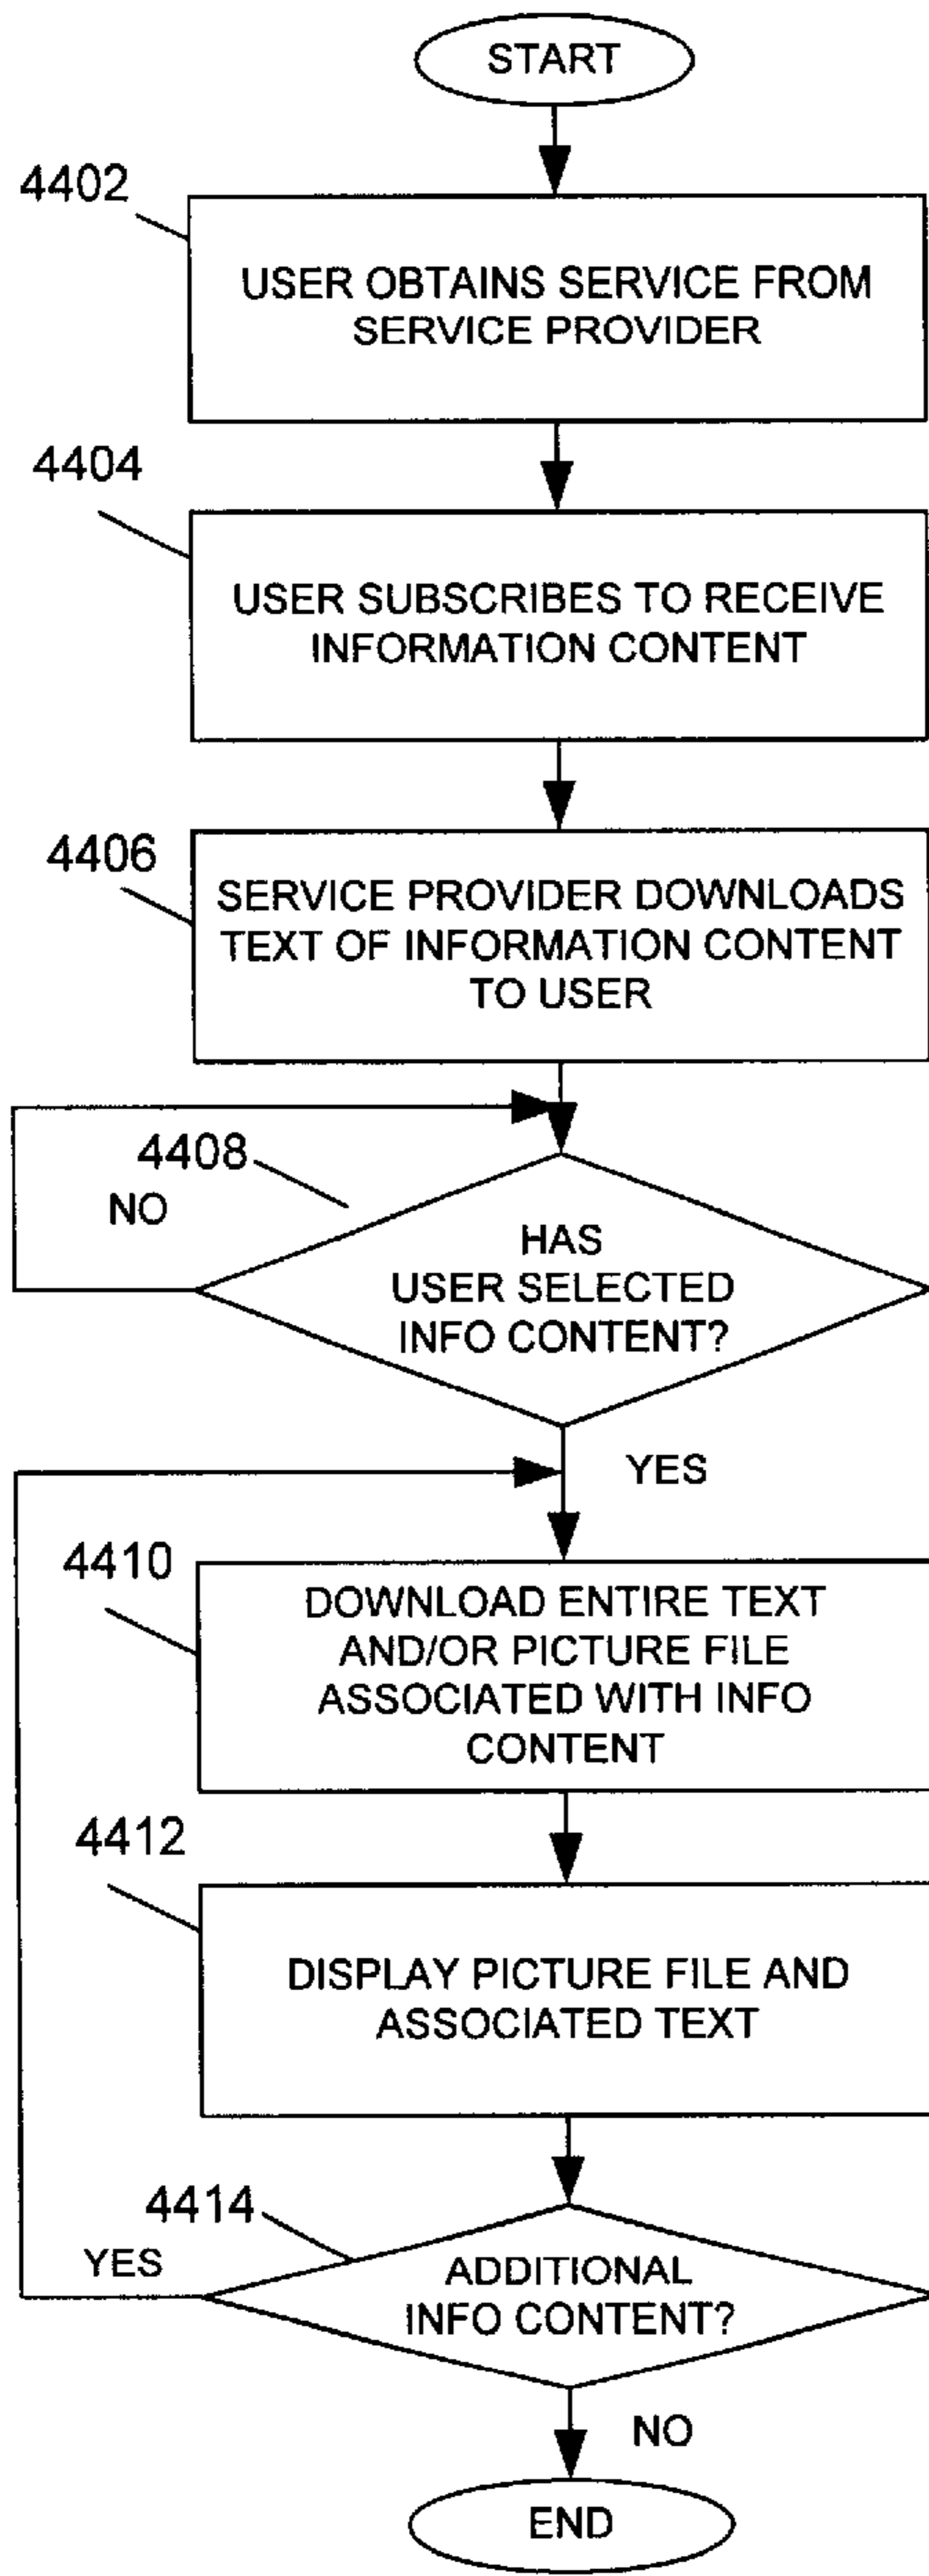 START
4402
USER OBTAINS SERVICE FROM
SERVICE PROVIDER
4404
USER SUBSCRIBES TO RECEIVE
INFORMATION CONTENT
4406
SERVICE PROVIDER DOWNLOADS
TEXT OF INFORMATION CONTENT
TO USER
4408
NO
HAS
USER SELECTED
INFO CONTENT?
YES
4410
DOWNLOAD ENTIRE TEXT
AND/OR PICTURE FILE
ASSOCIATED WITH INFO
CONTENT
4412
DISPLAY PICTURE FILE AND
ASSOCIATED TEXT
4414
YES
ADDITIONAL
INFO CONTENT?
NO
END